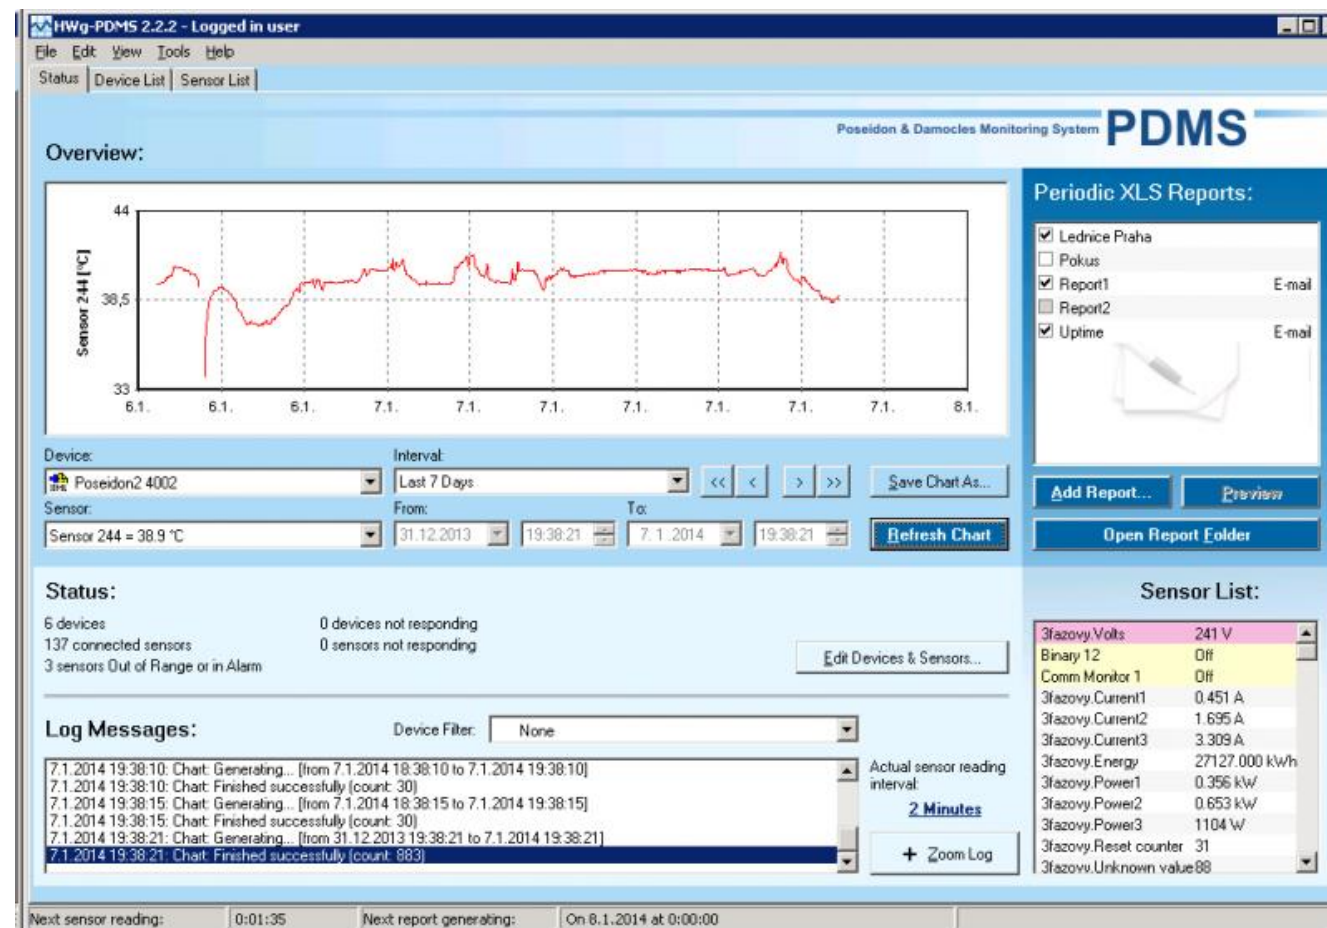 HWg-PDMS 2.2.2 - Logged in user
File Edit View Tools Help
Status Device List Sensor List
Poseidon & Damocles Monitoring System PDMS
Overview:
44
38,5
33
Sensor 244 [°C]
6.1. 6.1. 6.1. 7.1. 7.1. 7.1. 7.1. 7.1. 7.1. 7.1. 8.1.
Device: Interval:
Poseidon2 4002 Last 7 Days << < > >> Save Chart As...
Sensor: From: To:
Sensor 244 = 38.9 °C 31.12.2013 19:38:21 7. 1 .2014 19:38:21 Refresh Chart
Periodic XLS Reports:
Lednice Praha
Pokus
Report1 E-mail
Report2
Uptime E-mail
Add Report... Preview
Open Report Folder
Status:
6 devices 0 devices not responding
137 connected sensors 0 sensors not responding
3 sensors Out of Range or in Alarm
Edit Devices & Sensors...
Log Messages: Device Filter: None
7.1.2014 19:38:10: Chart: Generating... [from 7.1.2014 18:38:10 to 7.1.2014 19:38:10]
7.1.2014 19:38:10: Chart: Finished successfully (count: 30)
7.1.2014 19:38:15: Chart: Generating... [from 7.1.2014 18:38:15 to 7.1.2014 19:38:15]
7.1.2014 19:38:15: Chart: Finished successfully (count: 30)
7.1.2014 19:38:21: Chart: Generating... [from 31.12.2013 19:38:21 to 7.1.2014 19:38:21]
7.1.2014 19:38:21: Chart: Finished successfully (count: 883)
Actual sensor reading
interval:
2 Minutes
+ Zoom Log
Sensor List:
3fazovy.Volts 241 V
Binary 12 Off
Comm Monitor 1 Off
3fazovy.Current1 0.451 A
3fazovy.Current2 1.695 A
3fazovy.Current3 3.309 A
3fazovy.Energy 27127.000 kWh
3fazovy.Power1 0.356 kW
3fazovy.Power2 0.653 kW
3fazovy.Power3 1104 W
3fazovy.Reset counter 31
3fazovy.Unknown value 88
Next sensor reading: 0:01:35 Next report generating: On 8.1.2014 at 0:00:00